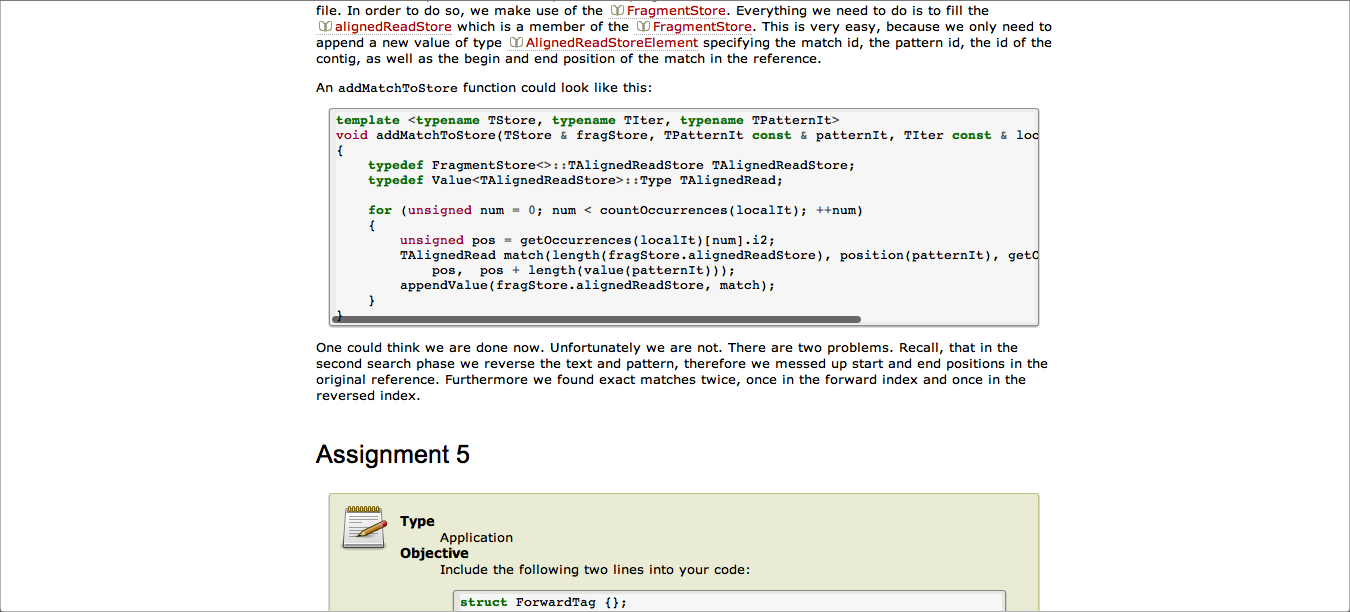 file. In order to do so, we make use of the FragmentStore. Everything we need to do is to fill the
alignedReadStore which is a member of the FragmentStore. This is very easy, because we only need to
append a new value of type AlignedReadStoreElement specifying the match id, the pattern id, the id of the
contig, as well as the begin and end position of the match in the reference.
An addMatchToStore function could look like this:
template <typename TStore, typename TIter, typename TPatternIt>
void addMatchToStore(TStore & fragStore, TPatternIt const & patternIt, TIter const & loc
{
    typedef FragmentStore<>::TAlignedReadStore TAlignedReadStore;
    typedef Value<TAlignedReadStore>::Type TAlignedRead;
    for (unsigned num = 0; num < countOccurrences(localIt); ++num)
    {
        unsigned pos = getOccurrences(localIt)[num].i2;
        TAlignedRead match(length(fragStore.alignedReadStore), position(patternIt), getO
            pos,  pos + length(value(patternIt)));
        appendValue(fragStore.alignedReadStore, match);
    }
}
One could think we are done now. Unfortunately we are not. There are two problems. Recall, that in the
second search phase we reverse the text and pattern, therefore we messed up start and end positions in the
original reference. Furthermore we found exact matches twice, once in the forward index and once in the
reversed index.
Assignment 5
Type
Application
Objective
Include the following two lines into your code:
struct ForwardTag {};